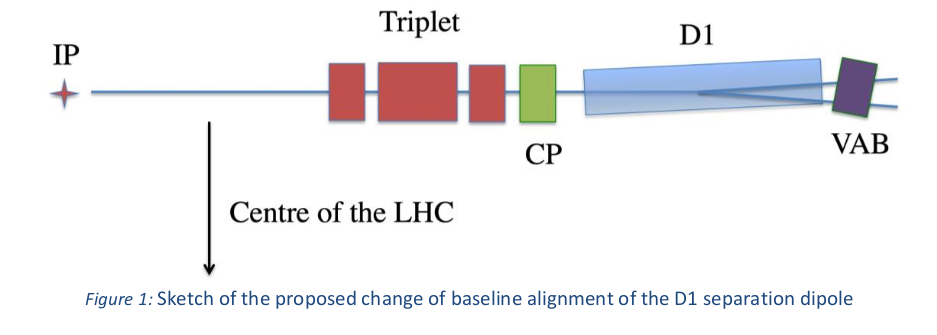 Triplet
D1
IP
CP
VAB
Centre of the LHC
Figure 1: Sketch of the proposed change of baseline alignment of the D1 separation dipole